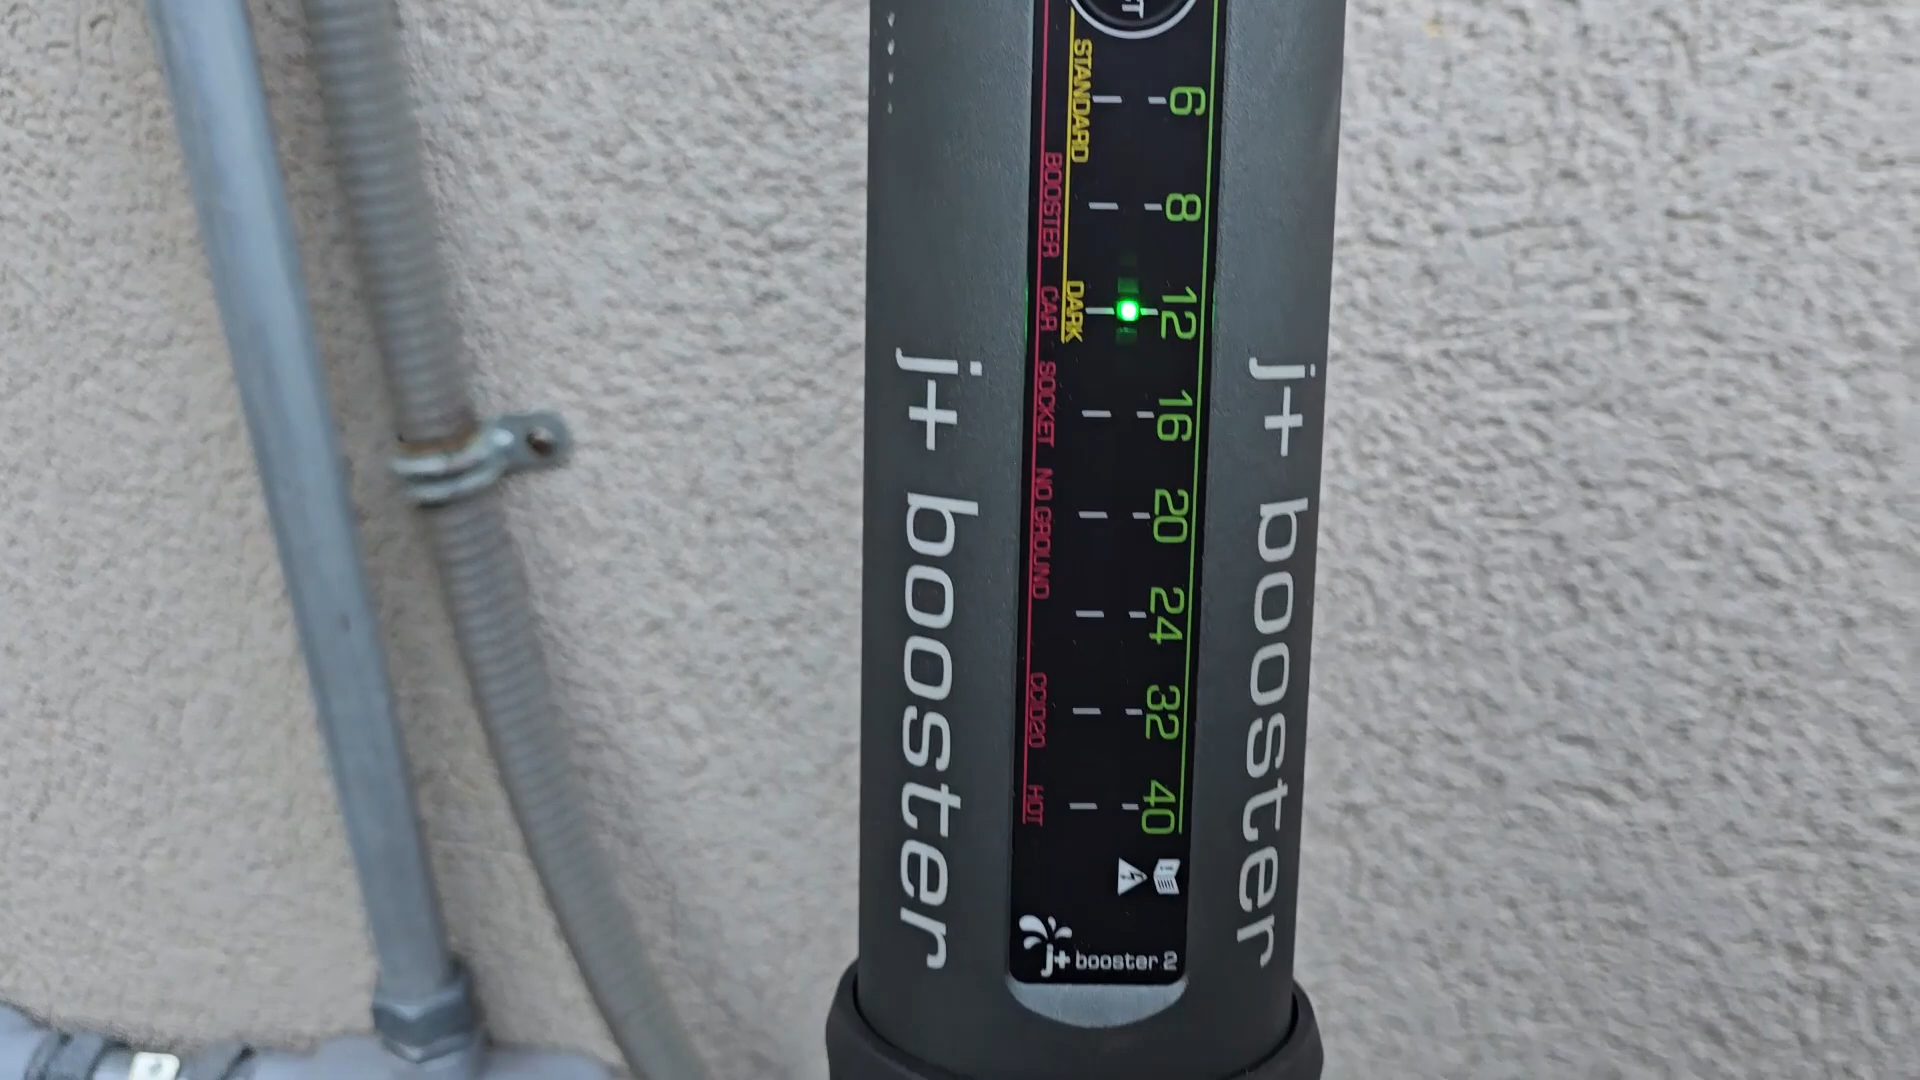 STANDARD
DARK
BOOSTER CAR SOCKET NO GROUND CCID20 HOT
6
8
12
16
20
24
32
40
j+ booster 2
j+ booster
j+ booster